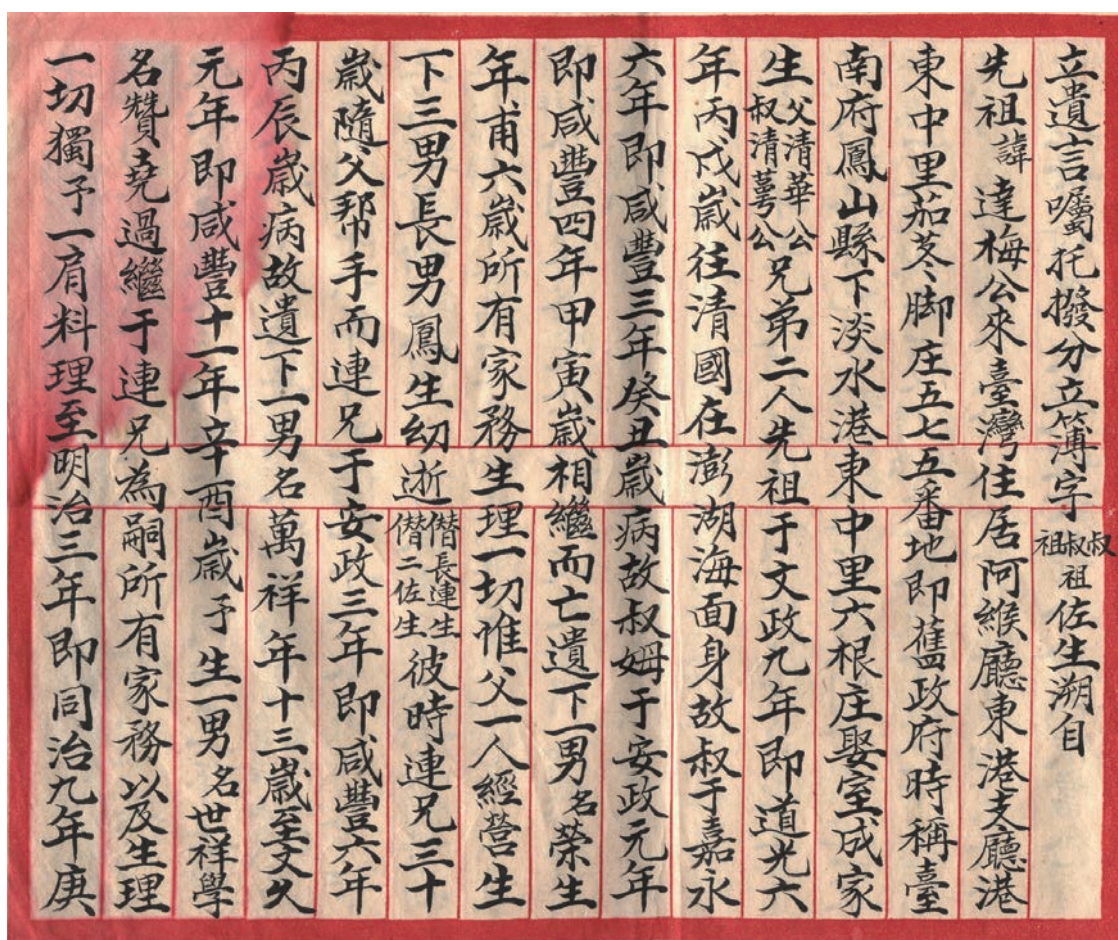 立遺言囑托撥分立簿字叔叔祖祖佐生溯自
先祖諱達梅公來臺灣住居阿緱廳東港支廳港
東中里茄苳脚庄五七五番地即舊政府時稱臺
南府鳳山縣下淡水港東中里六根庄娶室成家
生父清華公叔清蕚公兄弟二人先祖于文政九年即道光六
年丙戌歲往清國在澎湖海面身故叔于嘉永
六年即咸豐三年癸丑歲病故叔姆于安政元年
即咸豐四年甲寅歲相繼而亡遺下一男名榮生
年甫六歲所有家務生理一切惟父一人經營生
下三男長男鳳生幼逝僭長連生僭二佐生彼時連兄三十
歲隨父帮手而連兄于安政三年即咸豐六年
丙辰歲病故遺下一男名萬祥年十三歲至文久
元年即咸豐十一年辛酉歲予生一男名世祥學
名贊堯過繼于連兄為嗣所有家務以及生理
一切獨予一肩料理至明治三年即同治九年庚